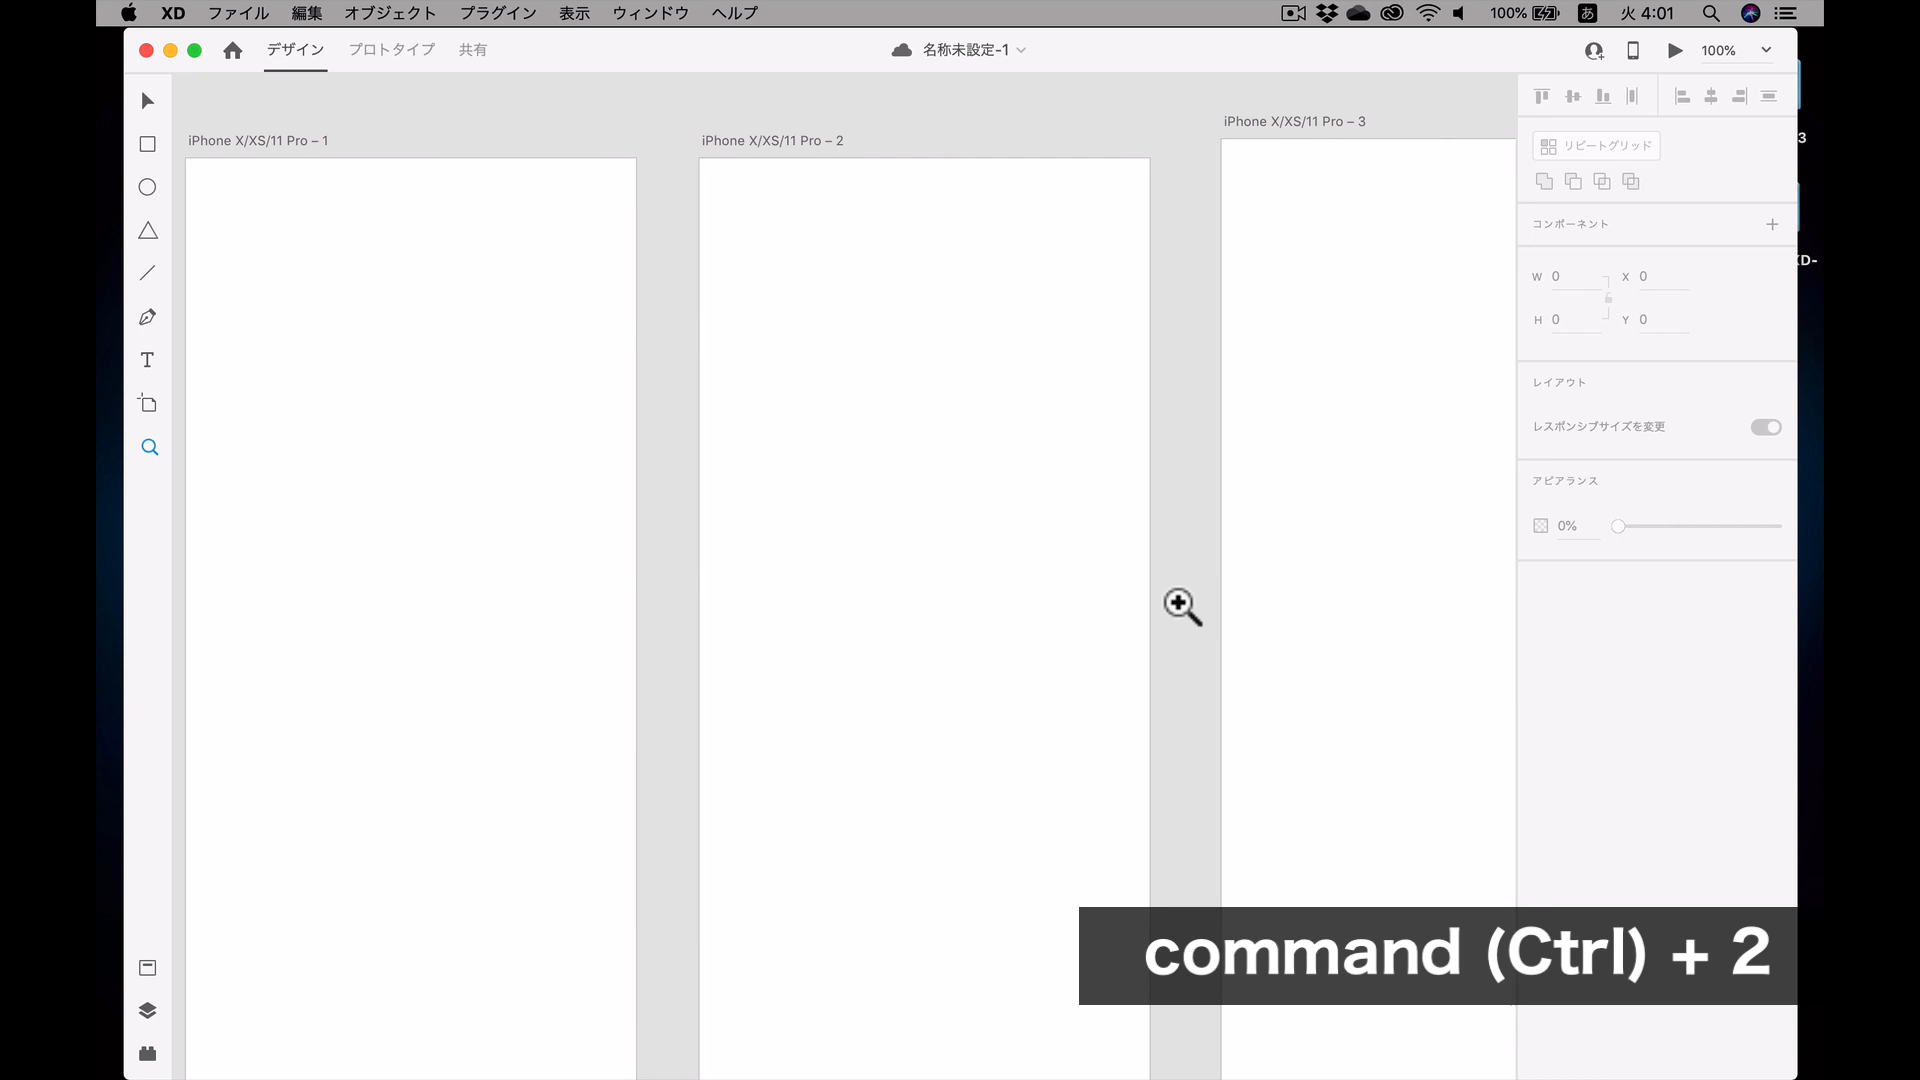 XD ファイル 編集 オブジェクト プラグイン 表示 ウィンドウ ヘルプ 100% あ 火 4:01
デザイン プロトタイプ 共有 名称未設定-1 100%
iPhone X/XS/11 Pro – 1
iPhone X/XS/11 Pro – 2
iPhone X/XS/11 Pro – 3
リピートグリッド
コンポーネント
W 0 X 0
H 0 Y 0
レイアウト
レスポンシブサイズを変更
アピアランス
0%
3
XD-
T
command (Ctrl) + 2